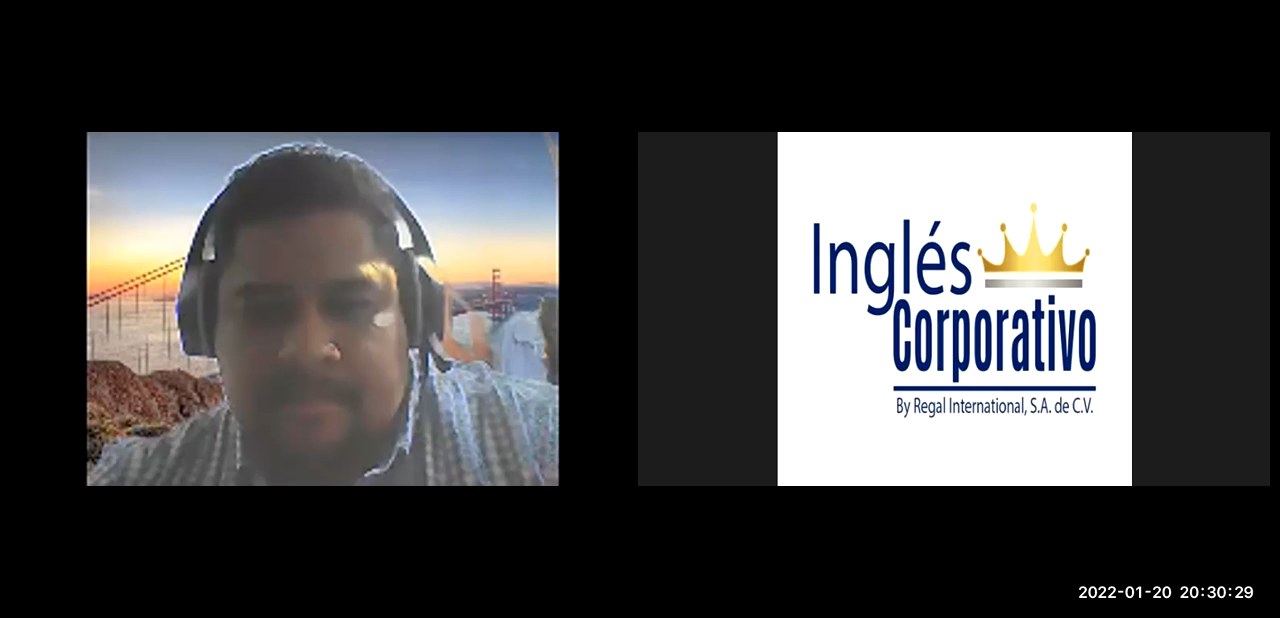 Inglés
Corporativo
By Regal International, S.A. de C.V.
2022-01-20 20:30:29